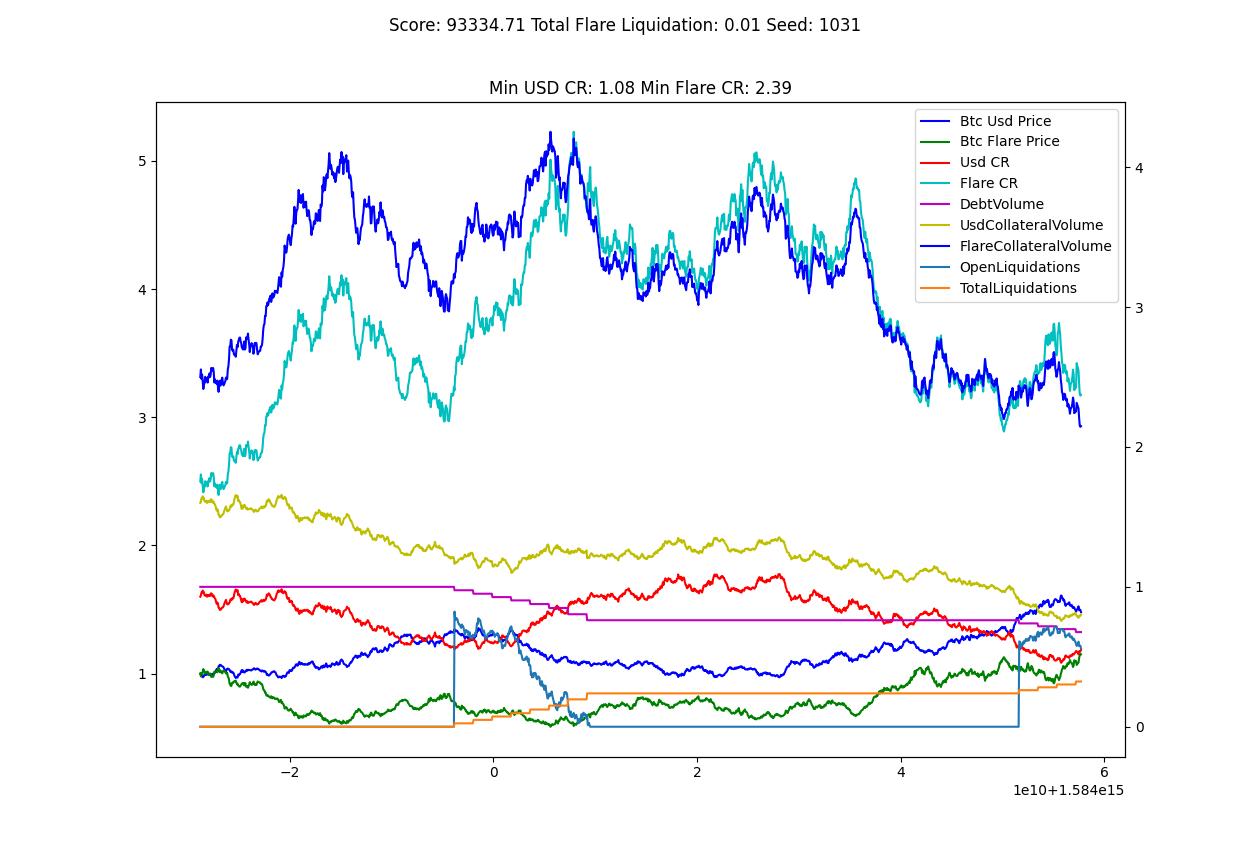 Score: 93334.71 Total Flare Liquidation: 0.01 Seed: 1031
Min USD CR: 1.08 Min Flare CR: 2.39
Btc Usd Price
Btc Flare Price
Usd CR
Flare CR
DebtVolume
UsdCollateralVolume
FlareCollateralVolume
OpenLiquidations
TotalLiquidations
5
4
3
2
1
4
3
2
1
0
−2
0
2
4
6
1e10+1.584e15